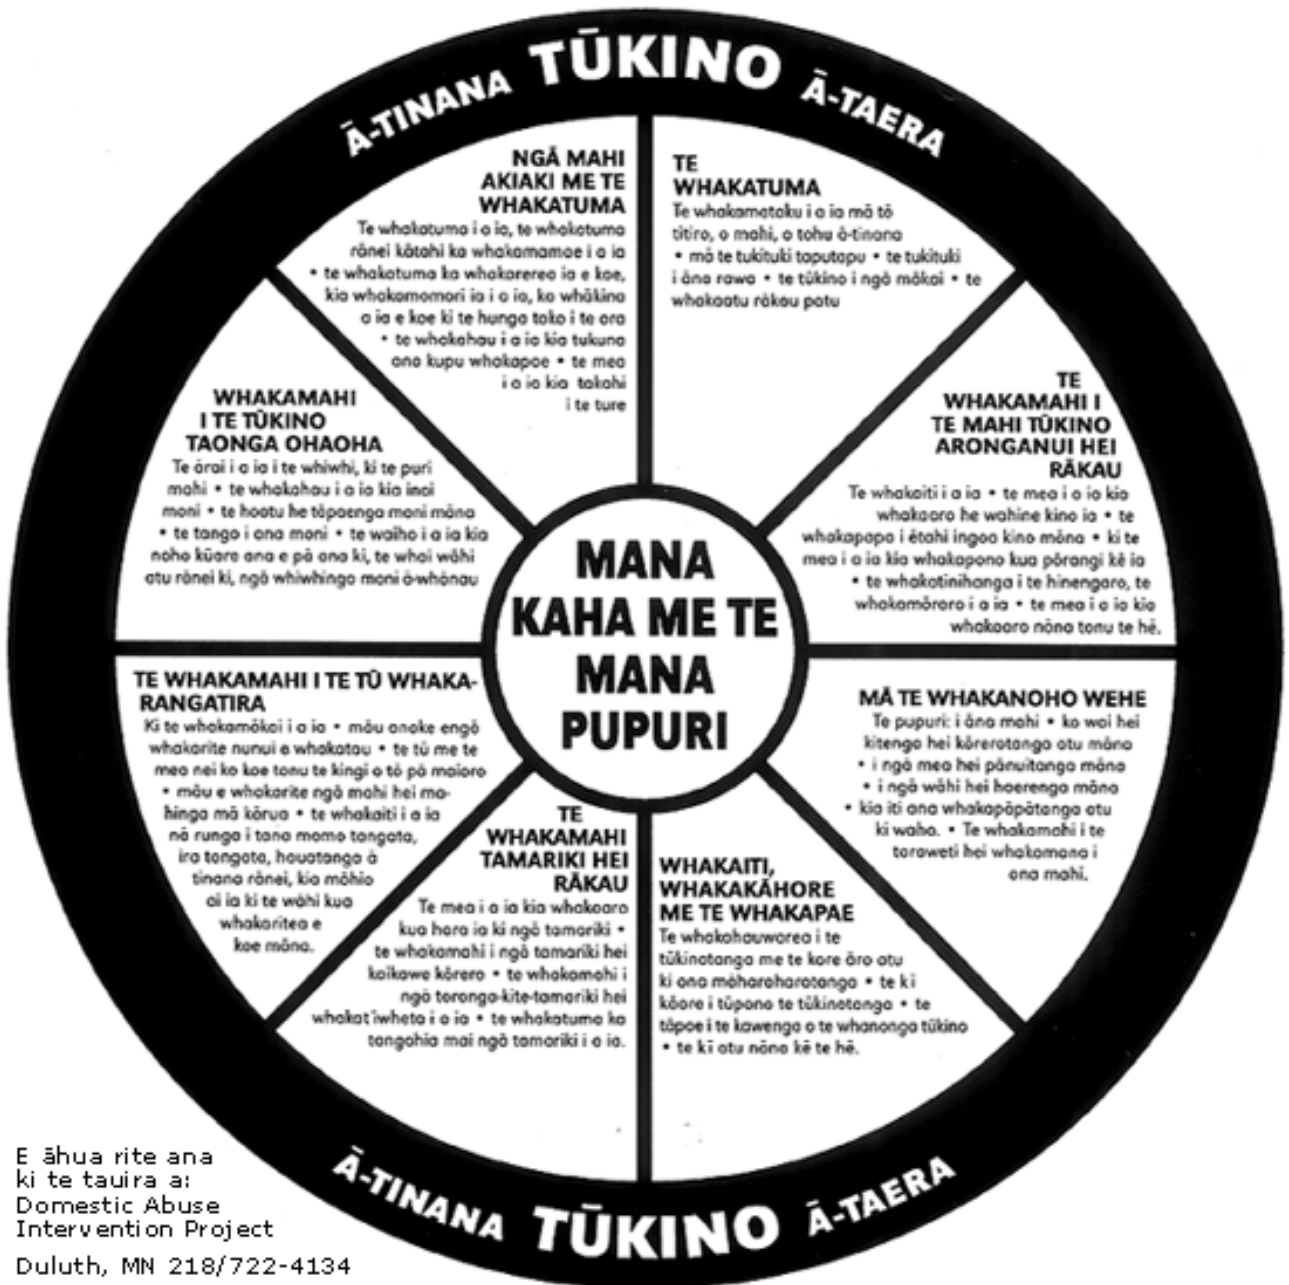 Ā-TINANA TŪKINO Ā-TAERA
NGĀ MAHI
AKIAKI ME TE
WHAKATUMA
Te whakatuma i a ia, te whakatuma
rānei kātahi ka whakamamae i a ia
• te whakatuma ka whakarerea ia e koe,
kia whakamomori ia i a ia, ka whākina
a ia e koe ki te hunga toko i te ora
• te whakahau i a ia kia tukuna
ana kupu whakapae • te mea
i a ia kia takahi
i te ture
TE
WHAKATUMA
Te whakamataku i a ia mā tō
titiro, o mahi, o tohu ā-tinana
• mā te tukituki taputapu • te tukituki
i āna rawa • te tūkino i ngā mōkai • te
whakaatu rākau patu
TE
WHAKAMAHI I
TE MAHI TŪKINO
ARONGANUI HEI
RĀKAU
Te whakaiti i a ia • te mea i a ia kia
whakaaro he wahine kino ia • te
whakapapa i ētahi ingoa kino mōna • ki te
mea i a ia kia whakapono kua pōrangi kē ia
• te whakatinihanga i te hinengaro, te
whakamōraro i a ia • te mea i a ia kia
whakaaro nōna tonu te hē.
MĀ TE WHAKANOHO WEHE
Te pupuri: i āna mahi • ko wai hei
kitenga hei kōrerotanga atu māna
• i ngā mea hei pānuitanga māna
• i ngā wāhi hei haerenga māna
• kia iti ana whakapāpātanga atu
ki waho. • Te whakamahi i te
taraweti hei whakamana i
ana mahi.
WHAKAITI,
WHAKAKĀHORE
ME TE WHAKAPAE
Te whakahauwarea i te
tūkinotanga me te kore āro atu
ki ona māharaharatanga • te ki
kāore i tūpono te tūkinotanga • te
tāpae i te kawenga o te whanonga tūkino
• te ki atu nōna kē te hē.
TE
WHAKAMAHI
TAMARIKI HEI
RĀKAU
Te mea i a ia kia whakaaro
kua hara ia ki ngā tamariki •
te whakamahi i ngā tamariki hei
kaikawe kōrero • te whakamahi i
ngā toronga-kite-tamariki hei
whakat'iwheta i a ia • te whakatuma ka
tangohia mai ngā tamariki i a ia.
TE WHAKAMAHI I TE TŪ WHAKA-
RANGATIRA
Ki te whakamōkai i a ia • māu anake engā
whakarite nunui e whakatau • te tū me te
mea nei ko koe tonu te kingi o tō pā maioro
• māu e whakarite ngā mahi hei ma-
hinga mā kōrua • te whakaiti i a ia
nō runga i tana momo tangata,
ira tangata, hauatanga ā
tinana rānei, kia mōhio
ai ia ki te wāhi kua
whakaritea e
koe mōna.
WHAKAMAHI
I TE TŪKINO
TAONGA OHAOHA
Te ārai i a ia i te whiwhi, ki te puri
mahi • te whakahau i a ia kia inoi
moni • te hoatu he tāpaenga moni māna
• te tango i ana moni • te waiho i a ia kia
noho kūare ana e pā ana ki, te whai wāhi
atu rānei ki, ngā whiwhinga moni ā-whānau
MANA
KAHA ME TE
MANA
PUPURI
Ā-TINANA TŪKINO Ā-TAERA
E āhua rite ana
ki te tauira a:
Domestic Abuse
Intervention Project
Duluth, MN 218/722-4134